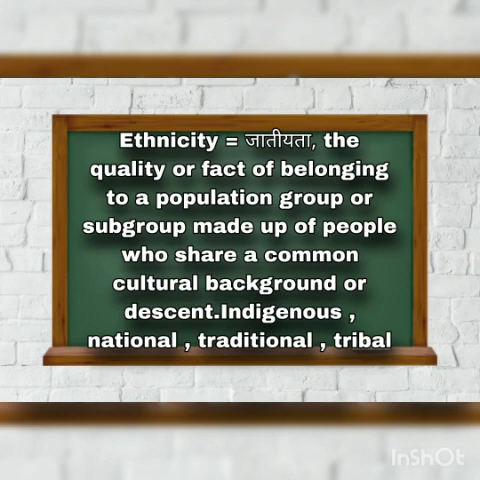 Ethnicity = जातीयता, the
quality or fact of belonging
to a population group or
subgroup made up of people
who share a common
cultural background or
descent.Indigenous ,
national , traditional , tribal
InShOt